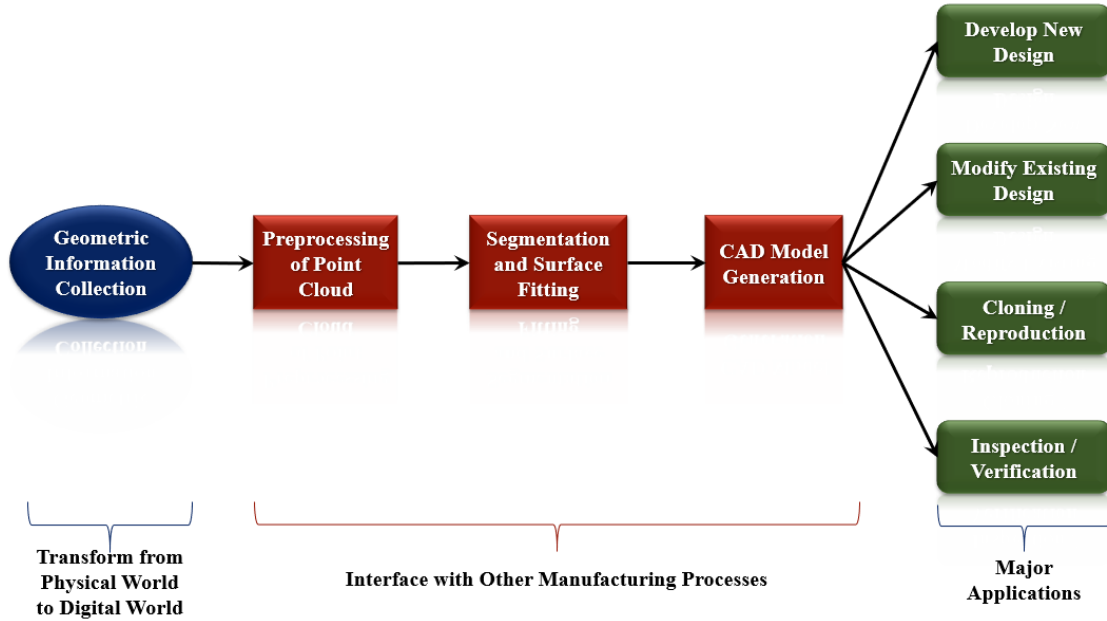 Develop New
Design
Modify Existing
Design
Geometric
Information
Collection
Preprocessing
of Point
Cloud
Segmentation
and Surface
Fitting
CAD Model
Generation
Cloning /
Reproduction
Inspection /
Verification
Transform from
Physical World
to Digital World
Interface with Other Manufacturing Processes
Major
Applications